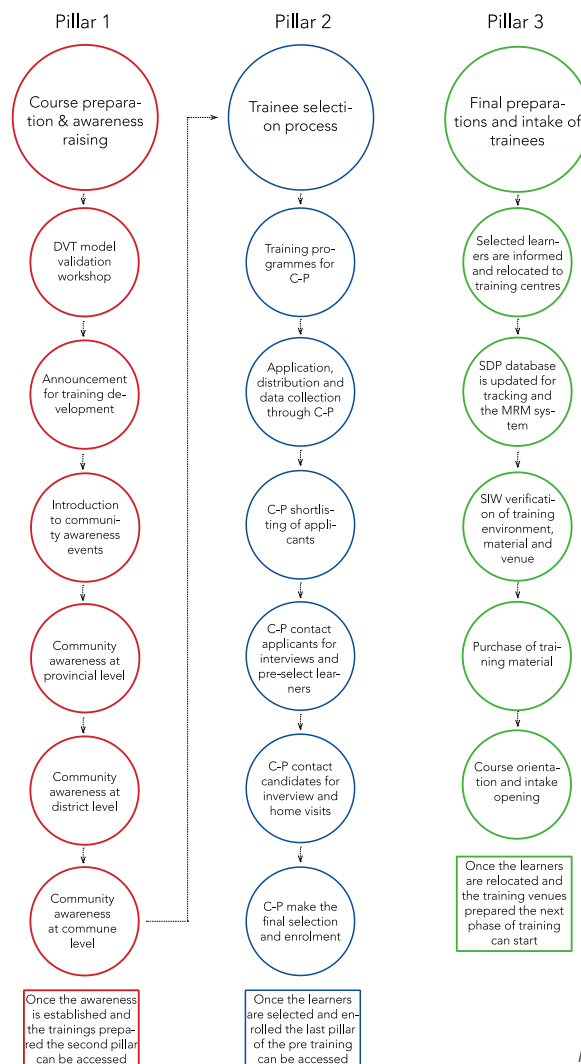 Pillar 1
Course prepara-
tion & awareness
raising
DVT model
validation
workshop
Announcement
for training de-
velopment
Introduction
to communi-
ty awareness
events
Community
awareness at
provincial level
Community
awareness at
district level
Community
awareness
at commune
level
Once the awareness
is established and
the trainings prepa-
red the second pillar
can be accessed
Pillar 2
Trainee select-
ion process
Training pro-
grammes for
C-P
Application,
distribution and
data collection
through C-P
C-P shortlis-
ting of appli-
cants
C-P contact
applicants for
interviews and
pre-select lear-
ners
C-P contact
candidates for
inverview and
home visits
C-P make the
final selection
and enrolment
Once the learners
are selected and en-
rolled the last pillar
of the pre training
can be accessed
Pillar 3
Final prepara-
tions and intake of
trainees
Selected learn-
ers are informed
and relocated to
training centres
SDP database
is updated for
tracking and
the MRM sys-
tem
SIW verificati-
on of training
environment,
material and
venue
Purchase of trai-
ning material
Course orienta-
tion and intake
opening
Once the learners
are relocated and
the training venues
prepared the next
phase of training
can start